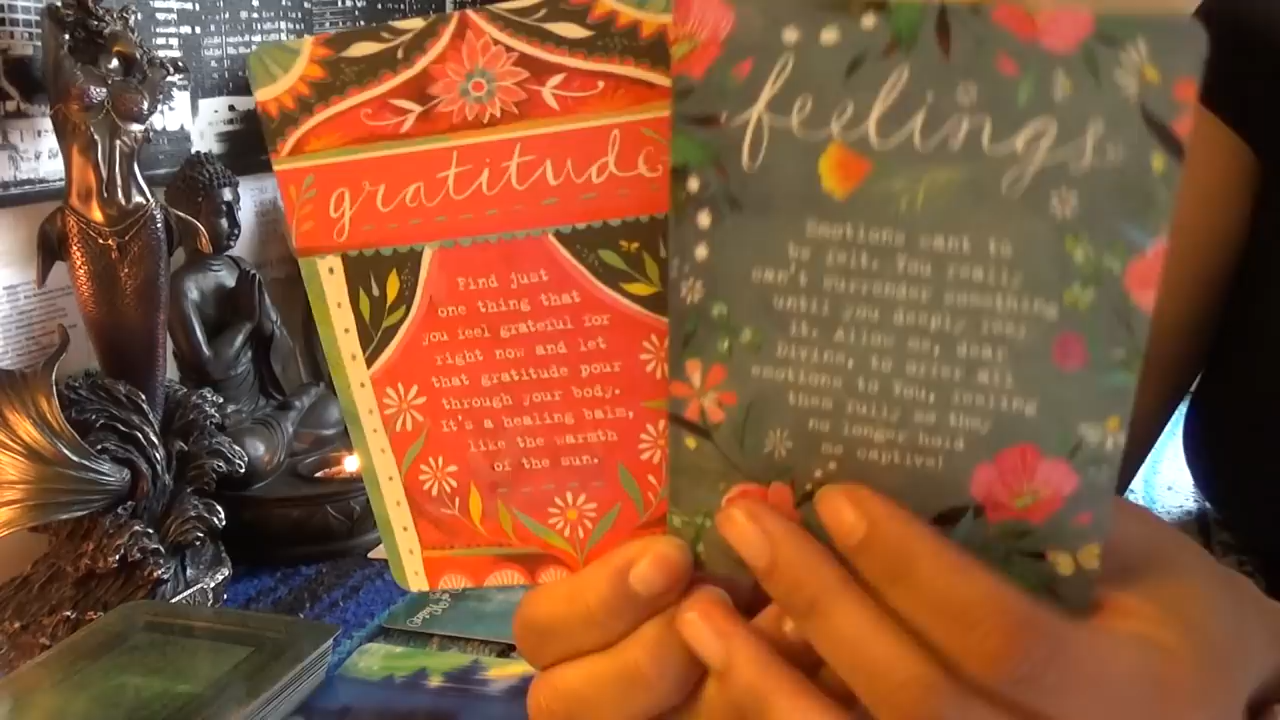 gratitude
Find just
one thing that
you feel grateful for
right now and let
that gratitude pour
through your body.
It's a healing balm,
like the warmth
of the sun.
feelings
Emotions want to
be felt. You really
can't surrender something
until you deeply
it. Allow me, dear
Divine, to offer all
emotions to You, feeling
them fully so they
no longer hold
me captive!